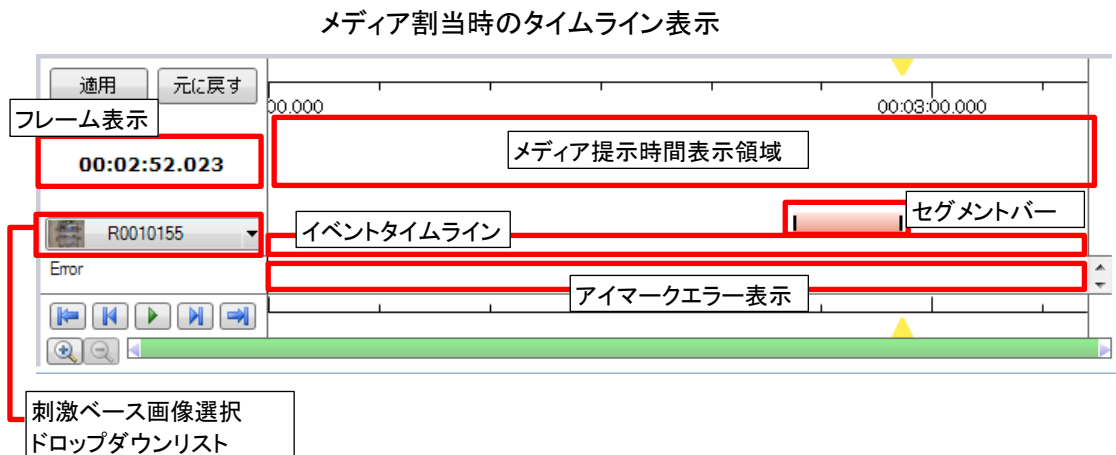 メディア割当時のタイムライン表示
適用
元に戻す
00.000
00:03:00.000
フレーム表示
00:02:52.023
メディア提示時間表示領域
R0010155
イベントタイムライン
セグメントバー
Error
アイマークエラー表示
刺激ベース画像選択
ドロップダウンリスト